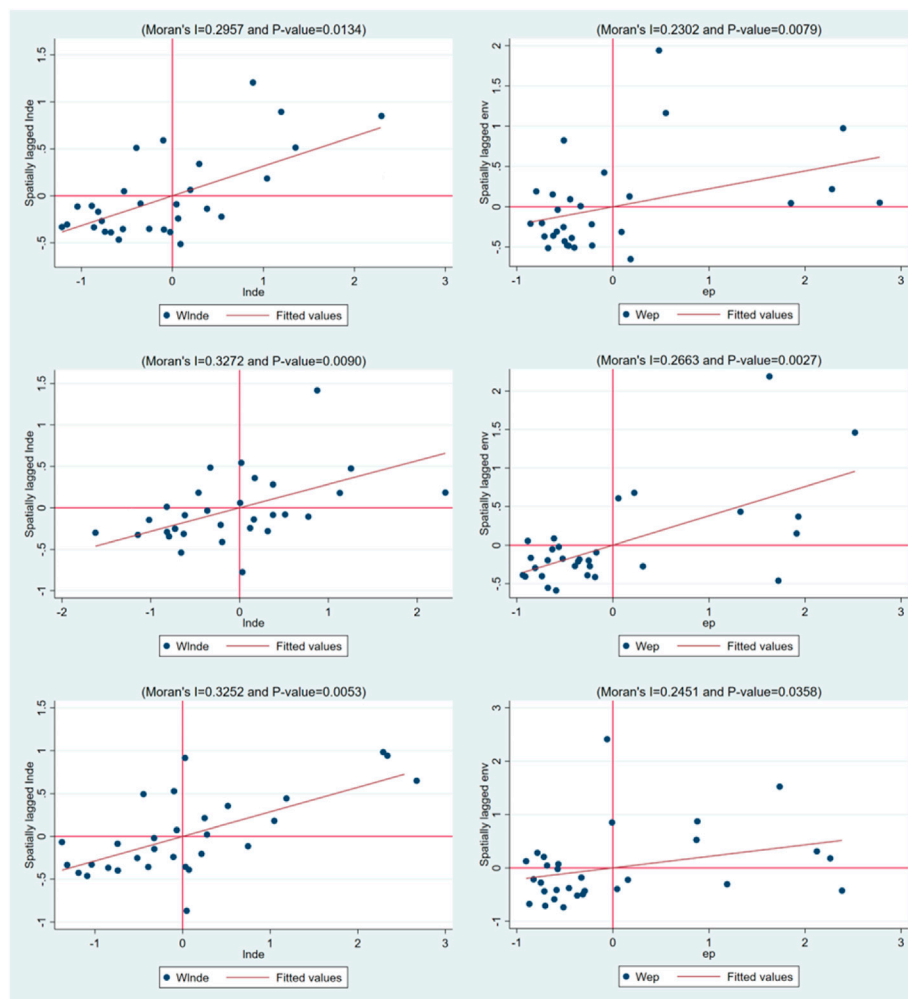 (Moran's I=0.2957 and P-value=0.0134)
Spatially lagged lnde
1.5
1
.5
0
-.5
-1 0 1 2 3
lnde
Wlnde Fitted values
(Moran's I=0.2302 and P-value=0.0079)
Spatially lagged env
2
1.5
1
.5
0
-.5
-1 0 1 2 3
ep
Wep Fitted values
(Moran's I=0.3272 and P-value=0.0090)
Spatially lagged lnde
1.5
1
.5
0
-.5
-1
-2 -1 0 1 2
lnde
Wlnde Fitted values
(Moran's I=0.2663 and P-value=0.0027)
Spatially lagged env
2
1.5
1
.5
0
-.5
-1 0 1 2 3
ep
Wep Fitted values
(Moran's I=0.3252 and P-value=0.0053)
Spatially lagged lnde
1.5
1
.5
0
-.5
-1
-1 0 1 2 3
lnde
Wlnde Fitted values
(Moran's I=0.2451 and P-value=0.0358)
Spatially lagged env
3
2
1
0
-1
-1 0 1 2 3
ep
Wep Fitted values